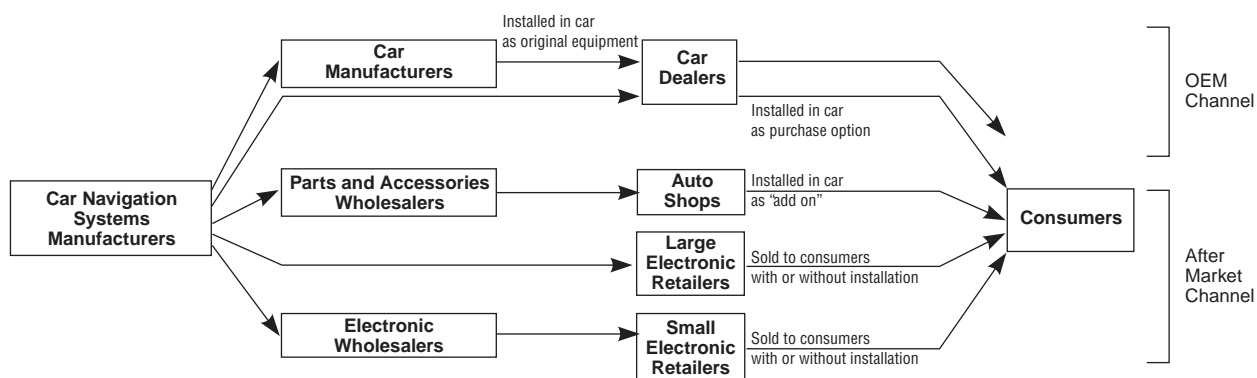 Installed in car
as original equipment
Car
Manufacturers
Car
Dealers
OEM
Channel
Installed in car
as purchase option
Car Navigation
Systems
Manufacturers
Parts and Accessories
Wholesalers
Auto
Shops
Installed in car
as “add on”
Consumers
Large
Electronic
Retailers
Sold to consumers
with or without installation
After
Market
Channel
Electronic
Wholesalers
Small
Electronic
Retailers
Sold to consumers
with or without installation